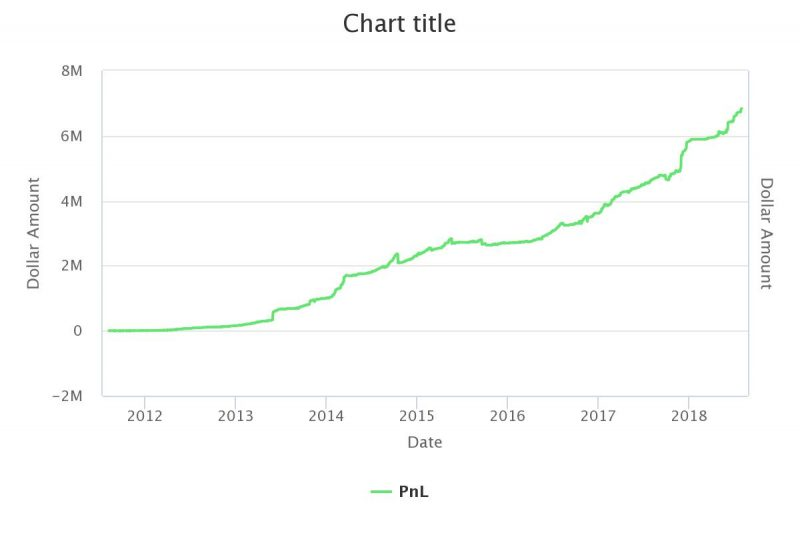 Chart title
8M
6M
4M
2M
0
−2M
Dollar Amount
Dollar Amount
2012 2013 2014 2015 2016 2017 2018
Date
PnL